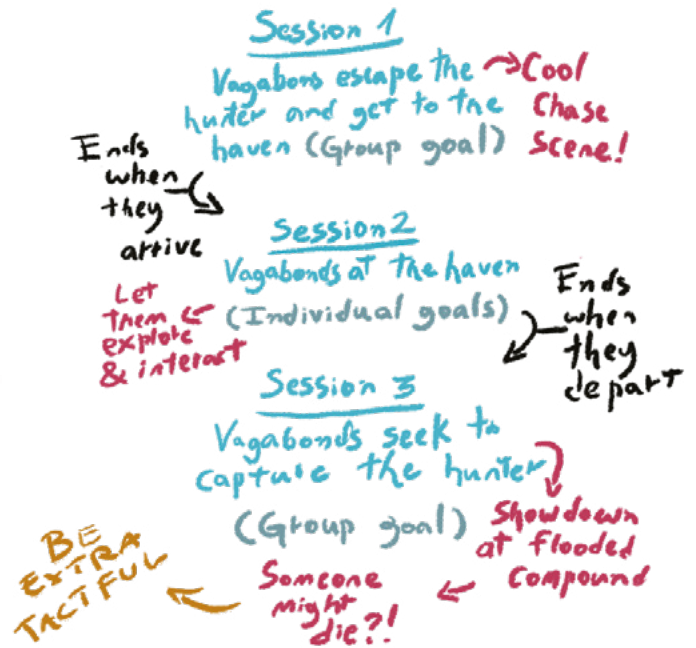 Session 1
Vagabons escape the
hunter and get to the
haven (Group goal)
Cool
Chase
Scene!
Ends
when
they
arrive
Session 2
Vagabonds at the haven
(Individual goals)
Let
them
explore
& interact
Ends
when
they
depart
Session 3
Vagabonds seek to
capture the hunter
(Group goal)
Showdown
at flooded
compound
Someone
might
die?!
BE
EXTRA
TACTFUL